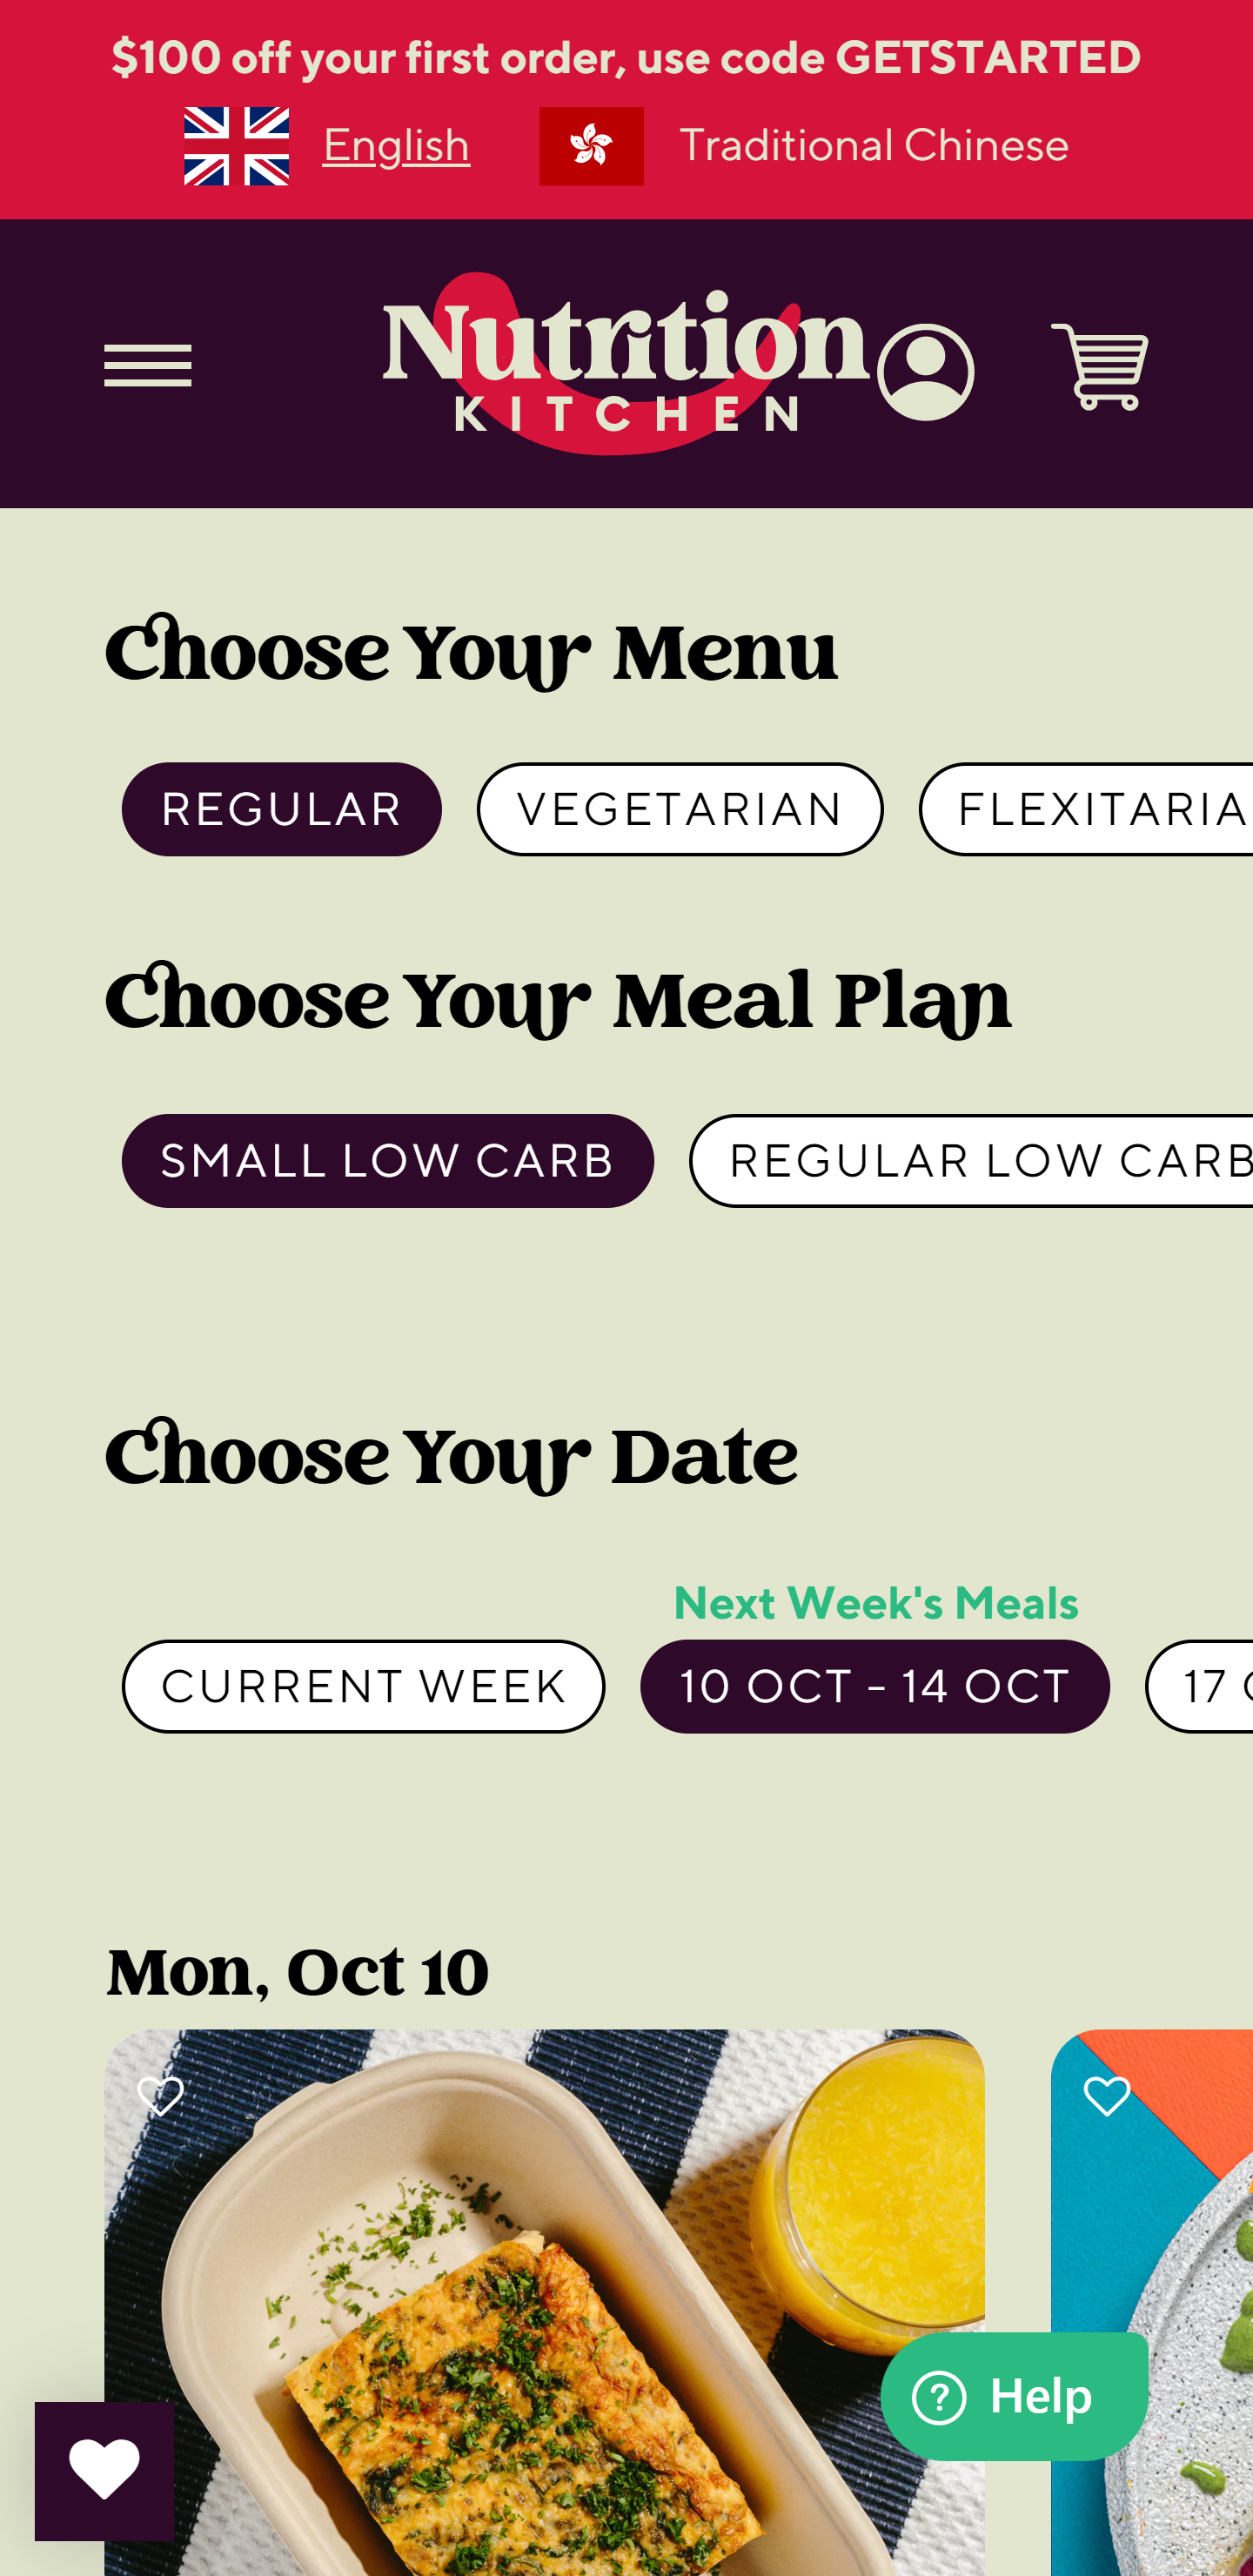 $100 off your first order, use code GETSTARTED
English
Traditional Chinese
Nutrition
KITCHEN
Choose Your Menu
REGULAR
VEGETARIAN
FLEXITARIA
Choose Your Meal Plan
SMALL LOW CARB
REGULAR LOW CARB
Choose Your Date
Next Week's Meals
CURRENT WEEK
10 OCT - 14 OCT
17
Mon, Oct 10
Help